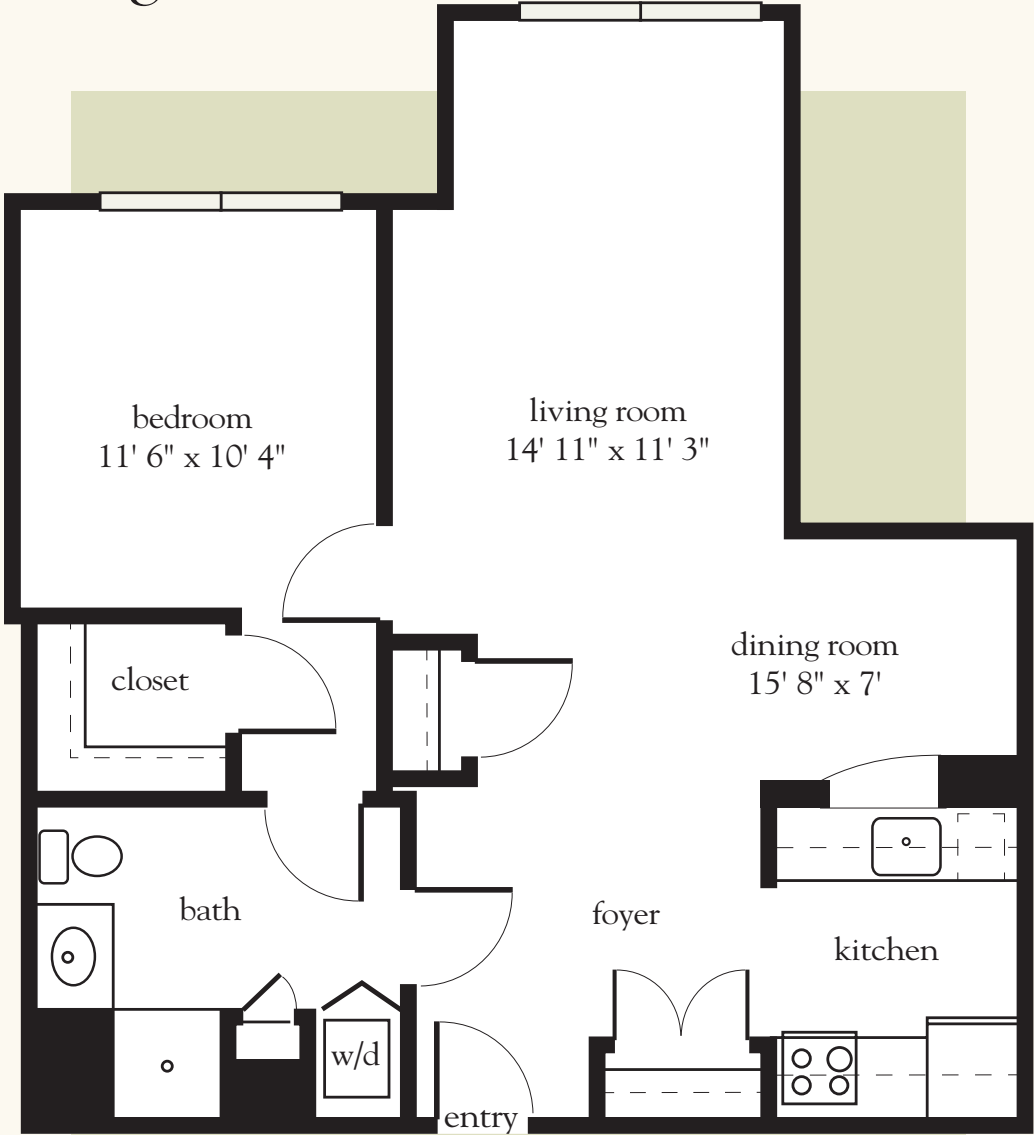 bedroom
11' 6" x 10' 4"
living room
14' 11" x 11' 3"
closet
dining room
15' 8" x 7'
bath
foyer
kitchen
w/d
entry